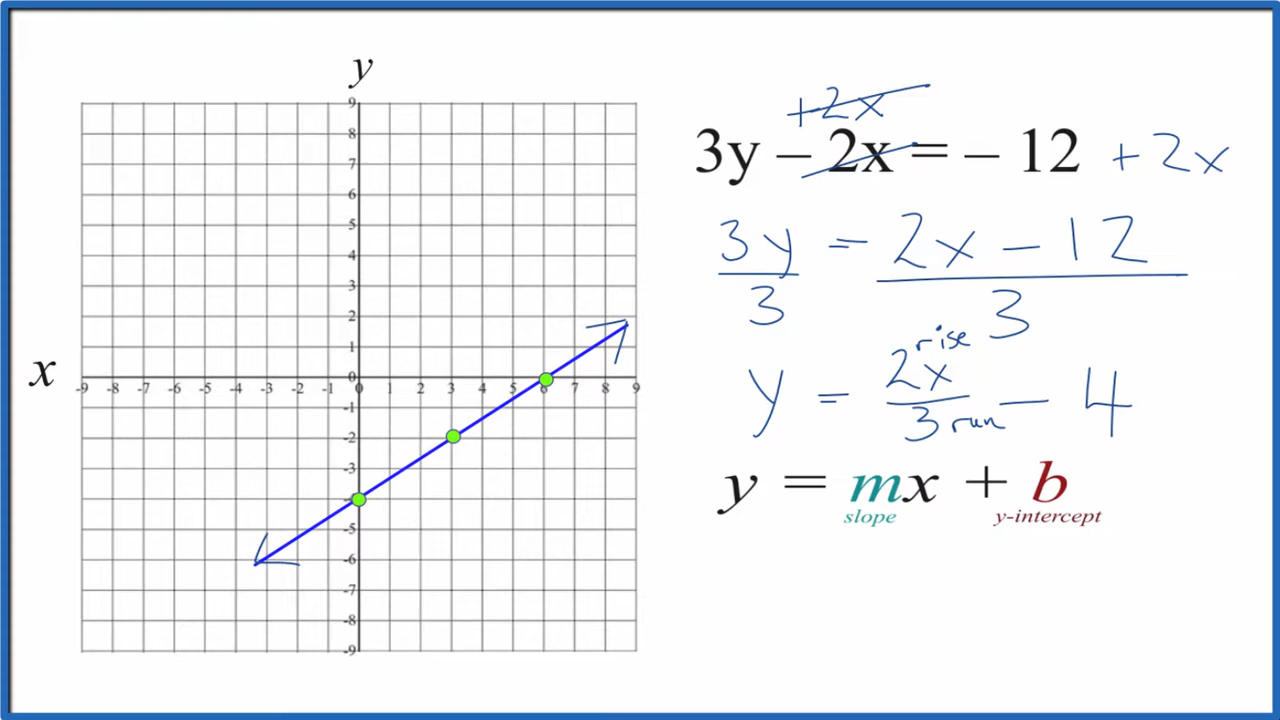 y
9
8
7
6
5
4
3
2
1
x
-9 -8 -7 -6 -5 -4 -3 -2 -1 0 1 2 3 4 5 6 7 8 9
0
-1
-2
-3
-4
-5
-6
-7
-8
-9
+2x
3y – 2x = – 12 + 2x
3y = 2x – 12
3 3
rise
y = 2x – 4
3 run
y = mx + b
slope y-intercept